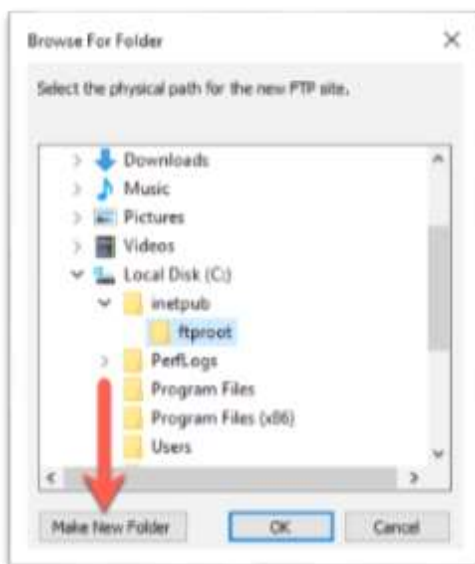 Browse For Folder
Select the physical path for the new FTP site.
Downloads
Music
Pictures
Videos
Local Disk (C:)
inetpub
ftproot
PerfLogs
Program Files
Program Files (x86)
Users
Make New Folder
OK
Cancel